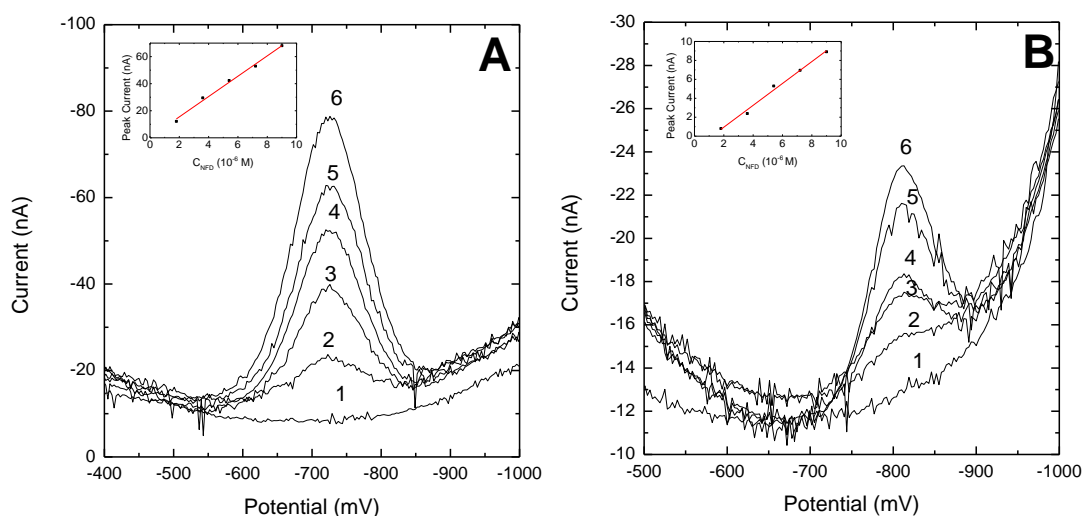 A
-100
-80
-60
-40
-20
0
Current (nA)
-400 -500 -600 -700 -800 -900 -1000
Potential (mV)
6
5
4
3
2
1
60
40
20
0
Peak Current (nA)
0 2 4 6 8 10
C_NFD (10^-6 M)
B
-30
-28
-26
-24
-22
-20
-18
-16
-14
-12
-10
Current (nA)
-500 -600 -700 -800 -900 -1000
Potential (mV)
6
5
4
3
2
1
10
8
6
4
2
0
Peak Current (nA)
0 2 4 6 8 10
C_NFD (10^-6 M)